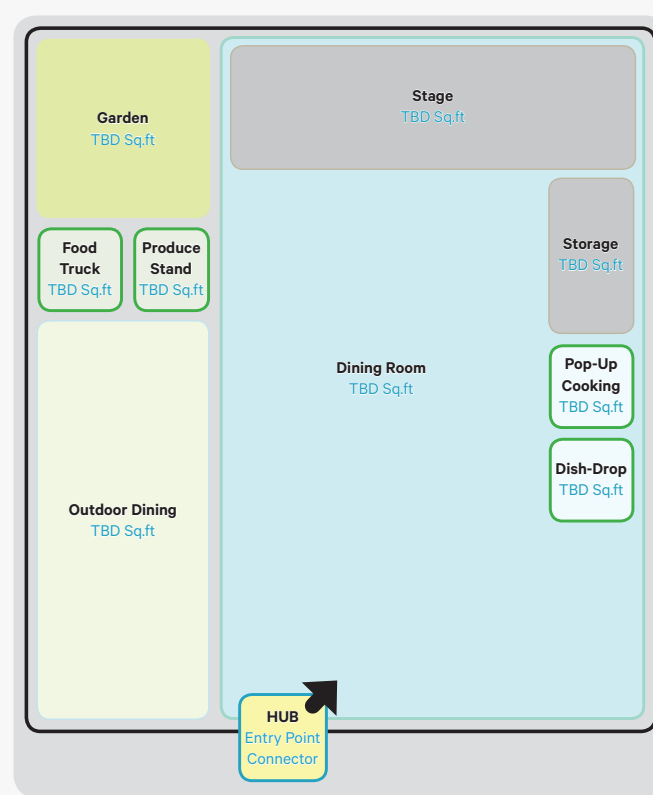 Garden
TBD Sq.ft
Stage
TBD Sq.ft
Food
Truck
TBD Sq.ft
Produce
Stand
TBD Sq.ft
Storage
TBD Sq.ft
Dining Room
TBD Sq.ft
Pop-Up
Cooking
TBD Sq.ft
Dish-Drop
TBD Sq.ft
Outdoor Dining
TBD Sq.ft
HUB
Entry Point
Connector